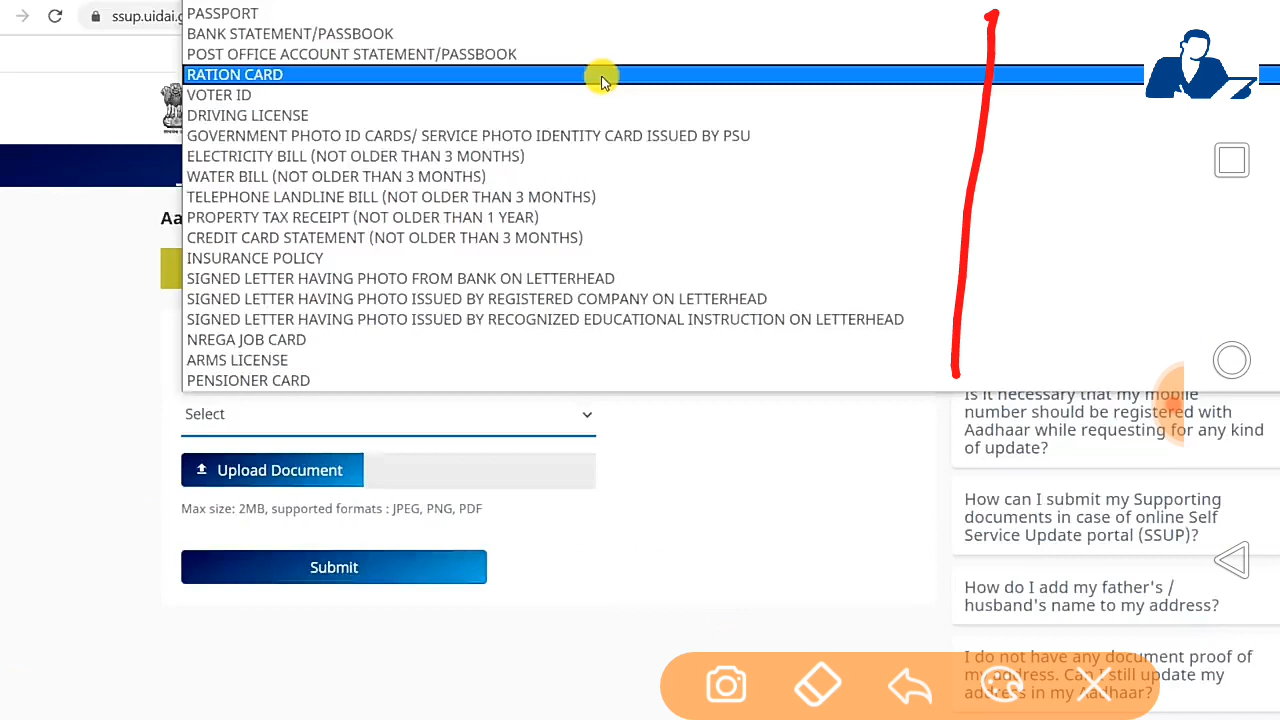 ssup.uidai.g
PASSPORT
BANK STATEMENT/PASSBOOK
POST OFFICE ACCOUNT STATEMENT/PASSBOOK
RATION CARD
VOTER ID
DRIVING LICENSE
GOVERNMENT PHOTO ID CARDS/ SERVICE PHOTO IDENTITY CARD ISSUED BY PSU
ELECTRICITY BILL (NOT OLDER THAN 3 MONTHS)
WATER BILL (NOT OLDER THAN 3 MONTHS)
TELEPHONE LANDLINE BILL (NOT OLDER THAN 3 MONTHS)
Aa
PROPERTY TAX RECEIPT (NOT OLDER THAN 1 YEAR)
CREDIT CARD STATEMENT (NOT OLDER THAN 3 MONTHS)
INSURANCE POLICY
SIGNED LETTER HAVING PHOTO FROM BANK ON LETTERHEAD
SIGNED LETTER HAVING PHOTO ISSUED BY REGISTERED COMPANY ON LETTERHEAD
SIGNED LETTER HAVING PHOTO ISSUED BY RECOGNIZED EDUCATIONAL INSTRUCTION ON LETTERHEAD
NREGA JOB CARD
ARMS LICENSE
PENSIONER CARD
Select
Upload Document
Max size: 2MB, supported formats : JPEG, PNG, PDF
Submit
Is it necessary that my mobile
number should be registered with
Aadhaar while requesting for any kind
of update?
How can I submit my Supporting
documents in case of online Self
Service Update portal (SSUP)?
How do I add my father's /
husband's name to my address?
I do not have any document proof of
my address. Can I still update my
address in my Aadhaar?